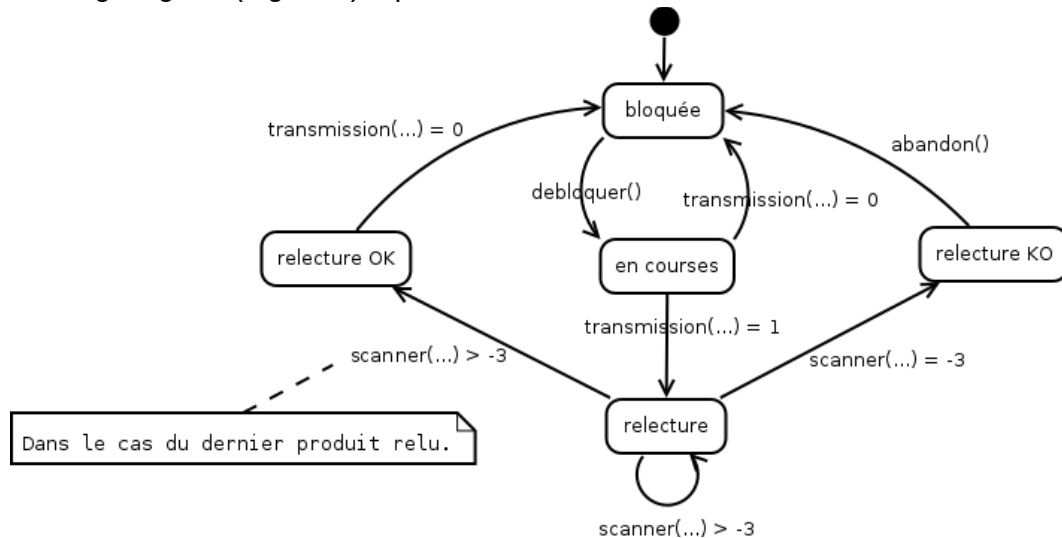 bloquée
transmission(...) = 0
abandon()
debloquer()
transmission(...) = 0
relecture OK
en courses
relecture KO
transmission(...) = 1
scanner(...) > -3
scanner(...) = -3
Dans le cas du dernier produit relu.
relecture
scanner(...) > -3